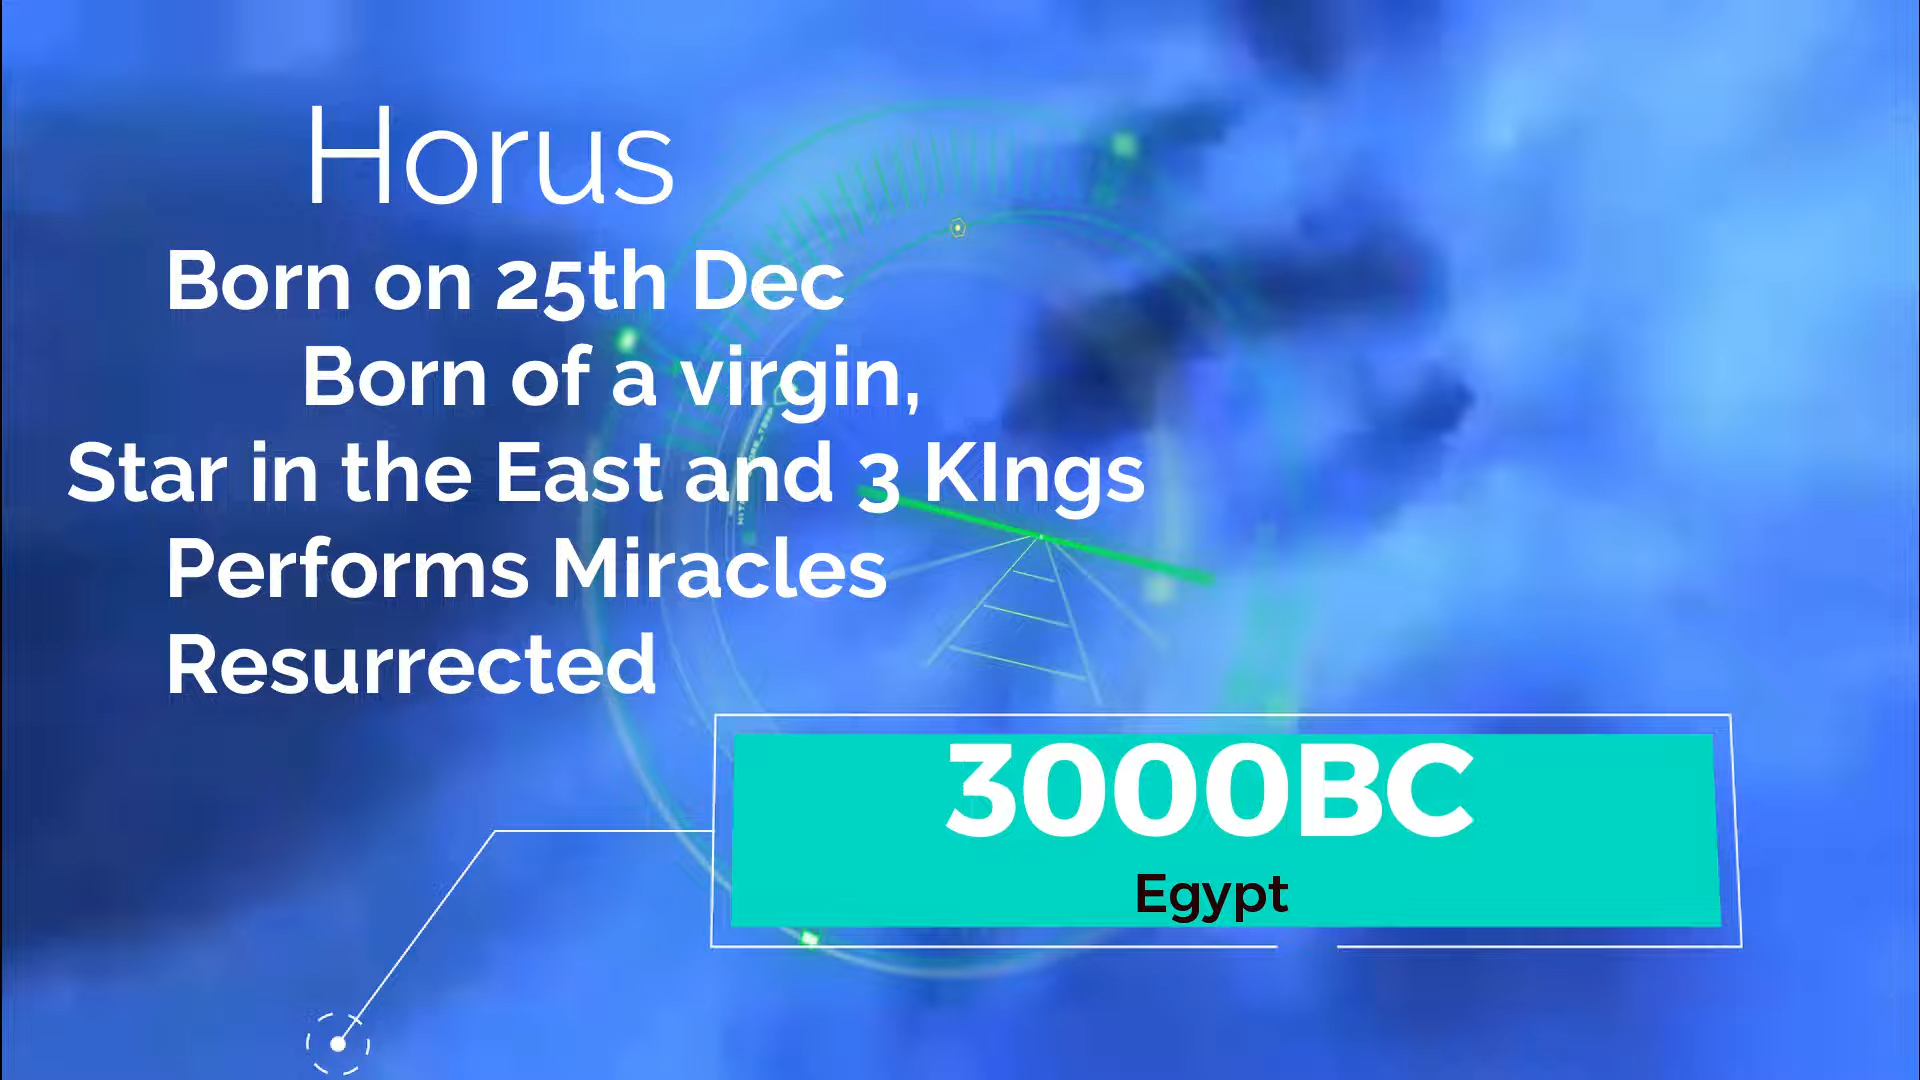 Horus
Born on 25th Dec
Born of a virgin,
Star in the East and 3 KIngs
Performs Miracles
Resurrected
3000BC
Egypt